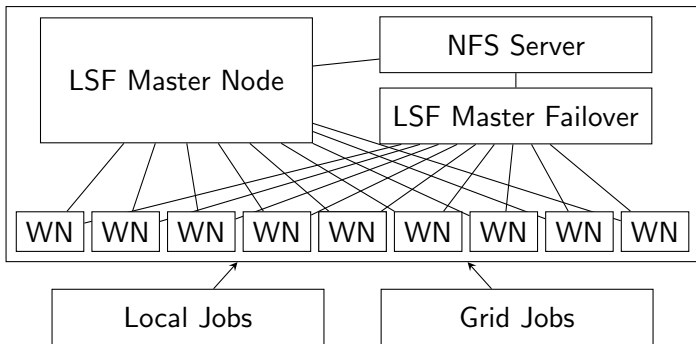 LSF Master Node
NFS Server
LSF Master Failover
WN WN WN WN WN WN WN WN WN
Local Jobs
Grid Jobs